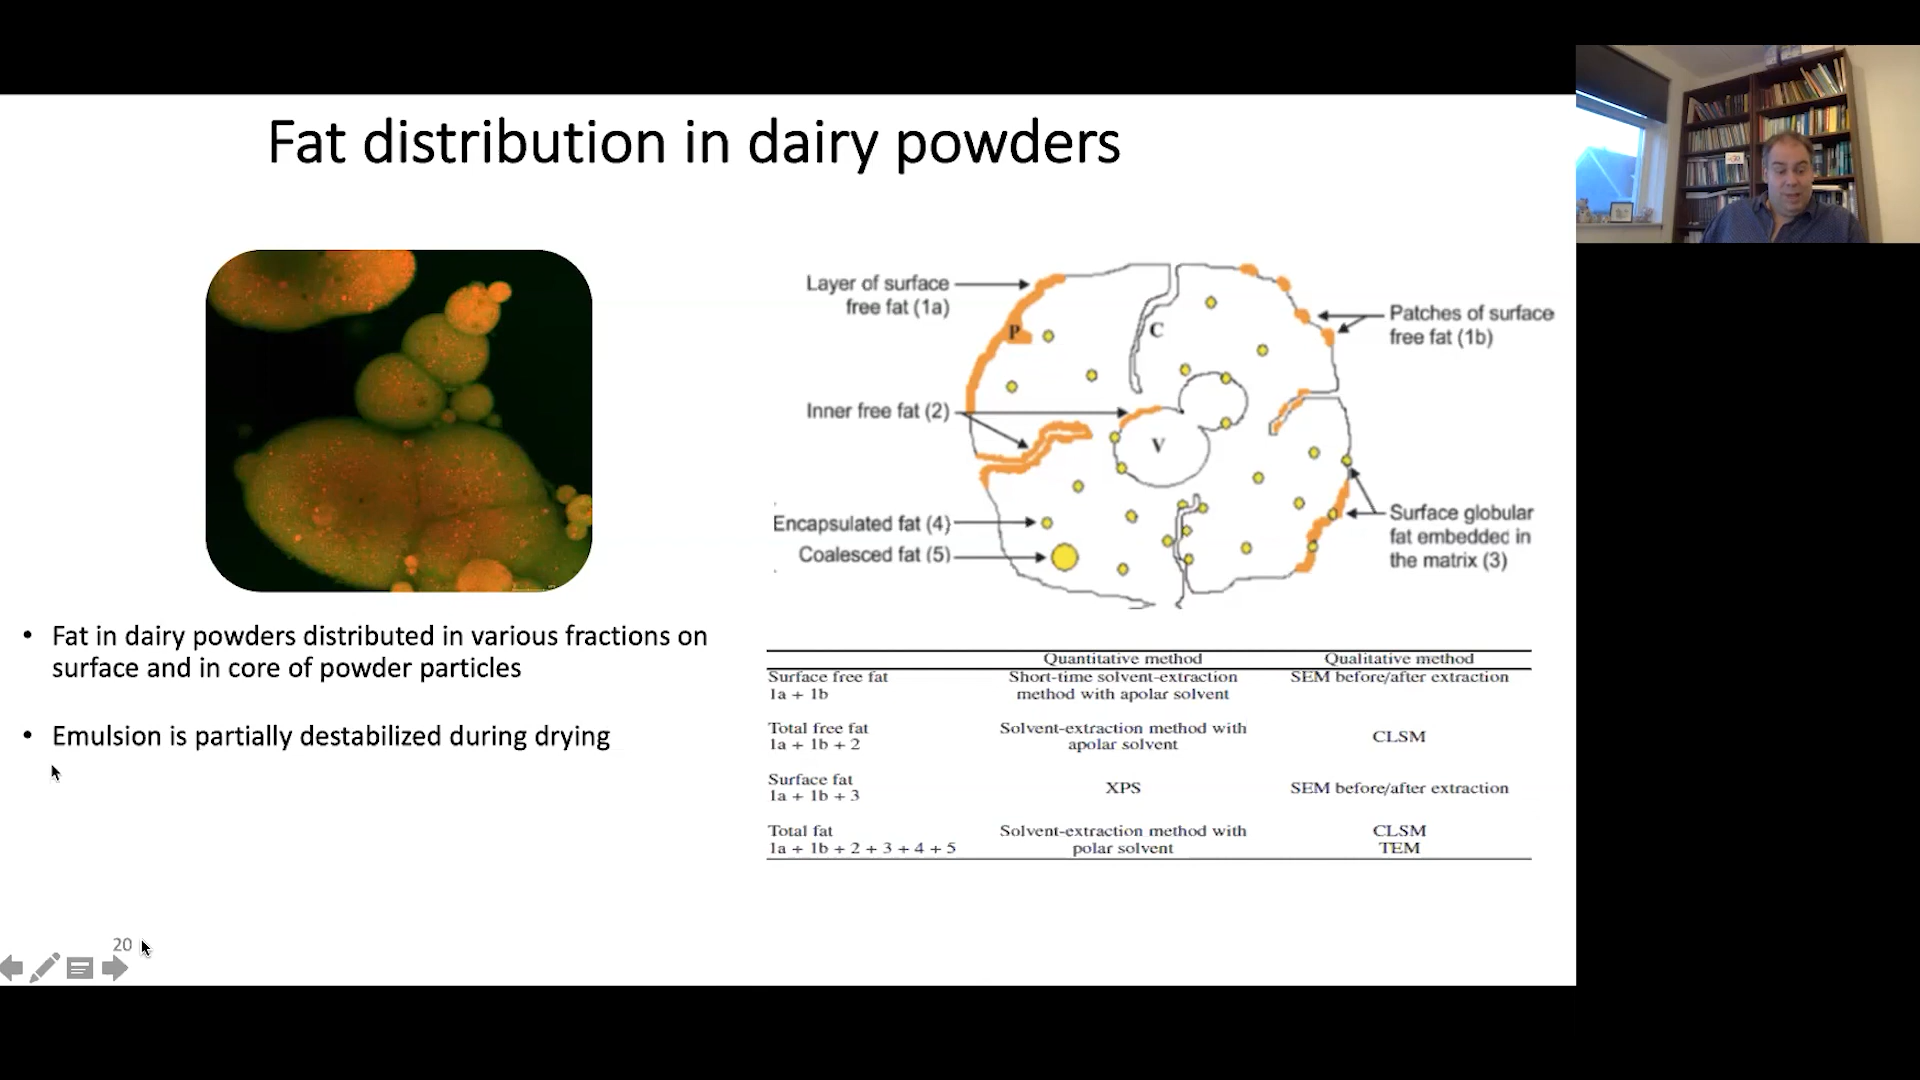 Fat distribution in dairy powders
Layer of surface
free fat (1a)
P
C
Patches of surface
free fat (1b)
Inner free fat (2)
V
Encapsulated fat (4)
Coalesced fat (5)
Surface globular
fat embedded in
the matrix (3)
• Fat in dairy powders distributed in various fractions on
surface and in core of powder particles
• Emulsion is partially destabilized during drying
Quantitative method Qualitative method
Surface free fat Short-time solvent-extraction SEM before/after extraction
1a + 1b method with apolar solvent
Total free fat Solvent-extraction method with CLSM
1a + 1b + 2 apolar solvent
Surface fat XPS SEM before/after extraction
1a + 1b + 3
Total fat Solvent-extraction method with CLSM
1a + 1b + 2 + 3 + 4 + 5 polar solvent TEM
20